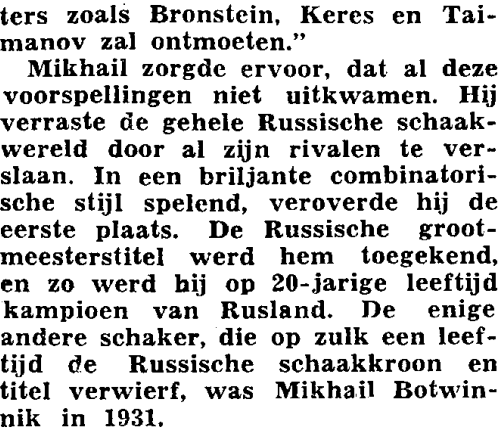 ters zoals Bronstein, Keres en Tai-
manov zal ontmoeten.”
Mikhail zorgde ervoor, dat al deze
voorspellingen niet uitkwamen. Hij
verraste de gehele Russische schaak-
wereld door al zijn rivalen te ver-
slaan. In een briljante combinatori-
sche stijl spelend, veroverde hij de
eerste plaats. De Russische groot-
meesterstitel werd hem toegekend,
en zo werd hij op 20-jarige leeftijd
kampioen van Rusland. De enige
andere schaker, die op zulk een leef-
tijd de Russische schaakkroon en
titel verwierf, was Mikhail Botwin-
nik in 1931.